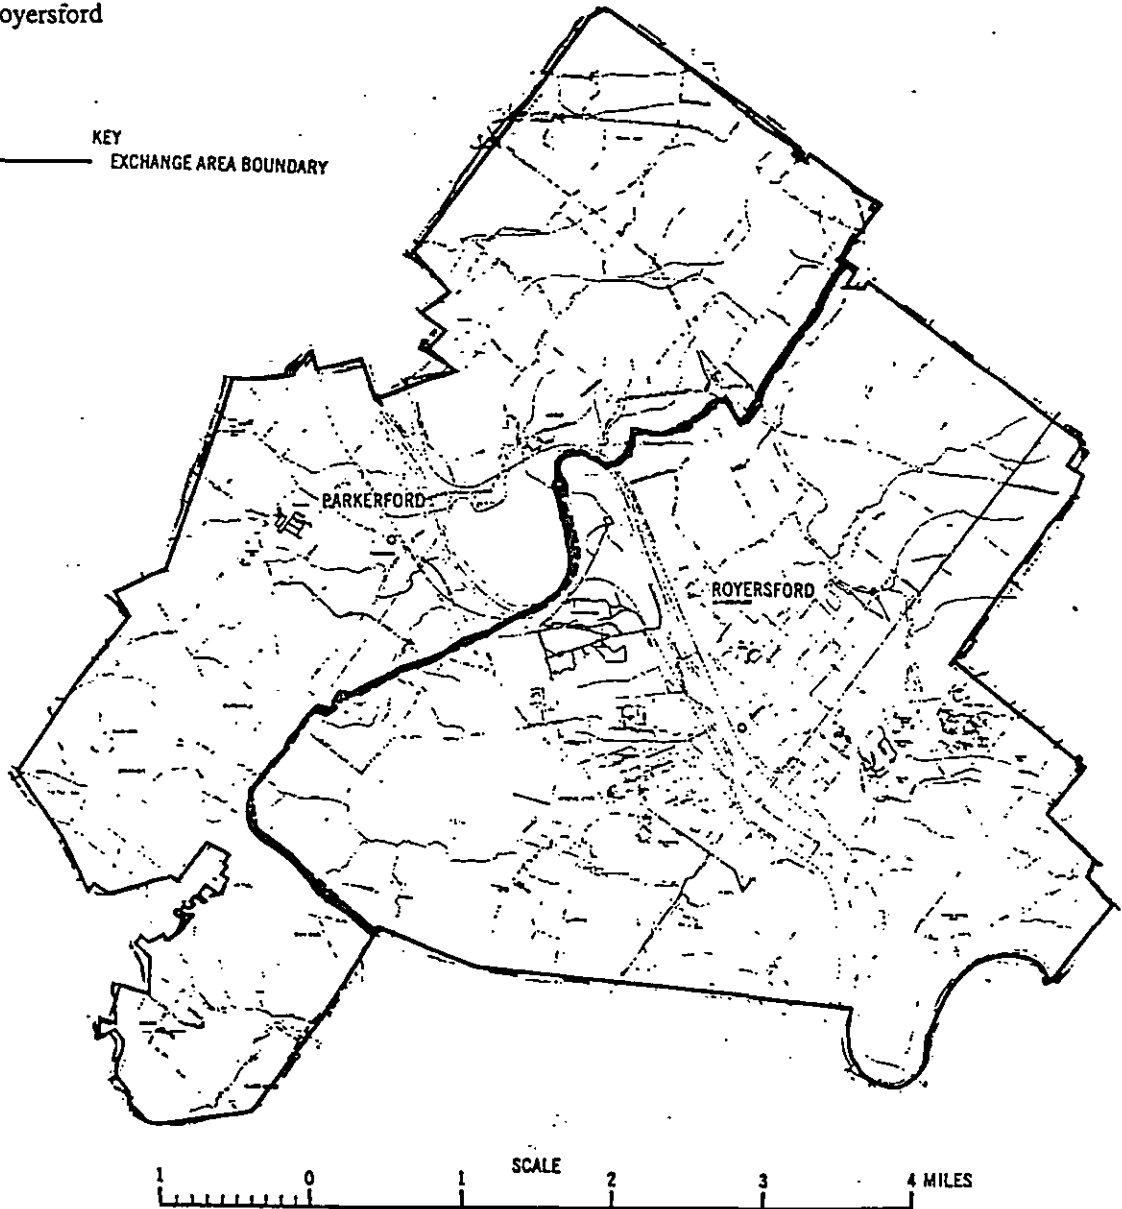 oyersford
KEY
EXCHANGE AREA BOUNDARY
PARKERFORD
ROYERSFORD
SCALE
1 0 1 2 3 4 MILES